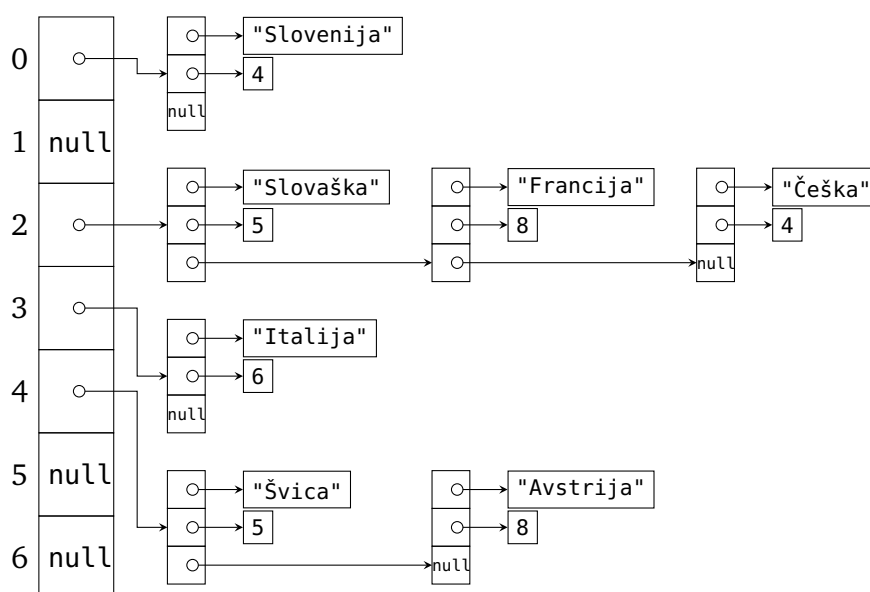 0
"Slovenija"
4
null
1
null
2
"Slovaška"
5
"Francija"
8
"Češka"
4
null
3
"Italija"
6
null
4
5
null
"Švica"
5
"Avstrija"
8
null
6
null